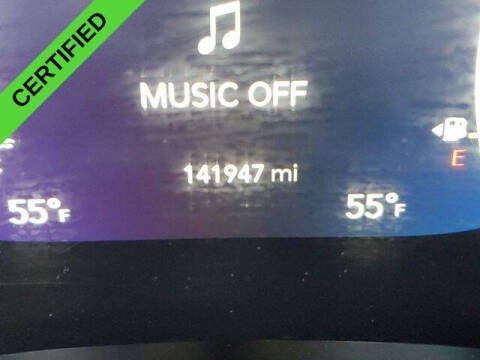 CERTIFIED
MUSIC OFF
141947 mi
E
55°F
55°F